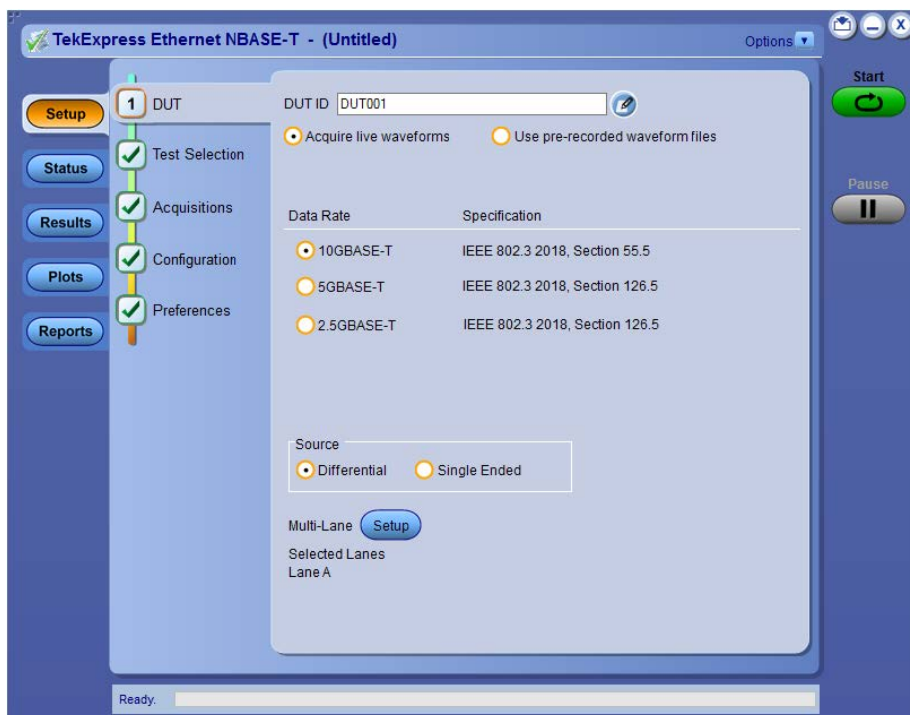 TekExpress Ethernet NBASE-T - (Untitled)
Options
Start
Pause
Setup
Status
Results
Plots
Reports
1 DUT
Test Selection
Acquisitions
Configuration
Preferences
DUT ID DUT001
Acquire live waveforms Use pre-recorded waveform files
Data Rate Specification
10GBASE-T IEEE 802.3 2018, Section 55.5
5GBASE-T IEEE 802.3 2018, Section 126.5
2.5GBASE-T IEEE 802.3 2018, Section 126.5
Source
Differential Single Ended
Multi-Lane Setup
Selected Lanes
Lane A
Ready.